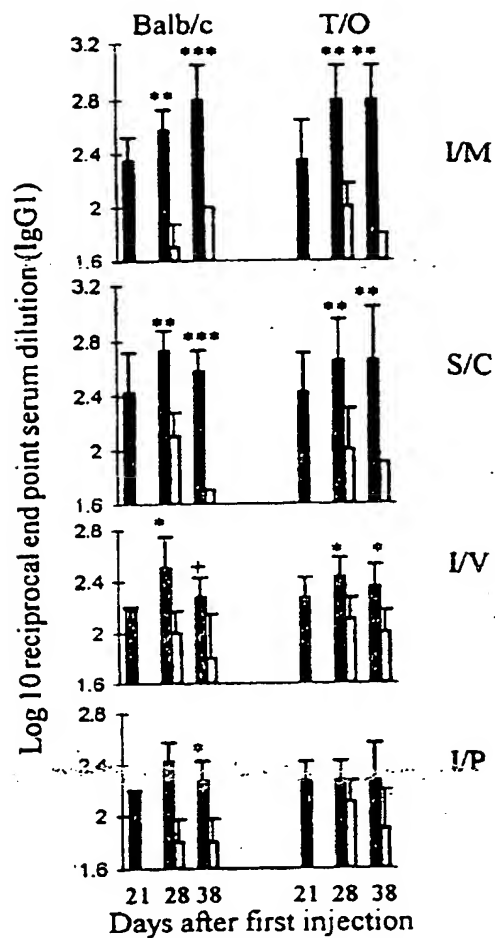 Balb/c T/O
Log 10 reciprocal end point serum dilution (IgG1)
3.2
2.8
2.4
2
1.6
** *** ** **
I/M
3.2
2.8
2.4
2
1.6
** *** ** **
S/C
2.8
2.4
2
1.6
* + * *
I/V
2.8
2.4
2
1.6
*
I/P
21 28 38 21 28 38
Days after first injection